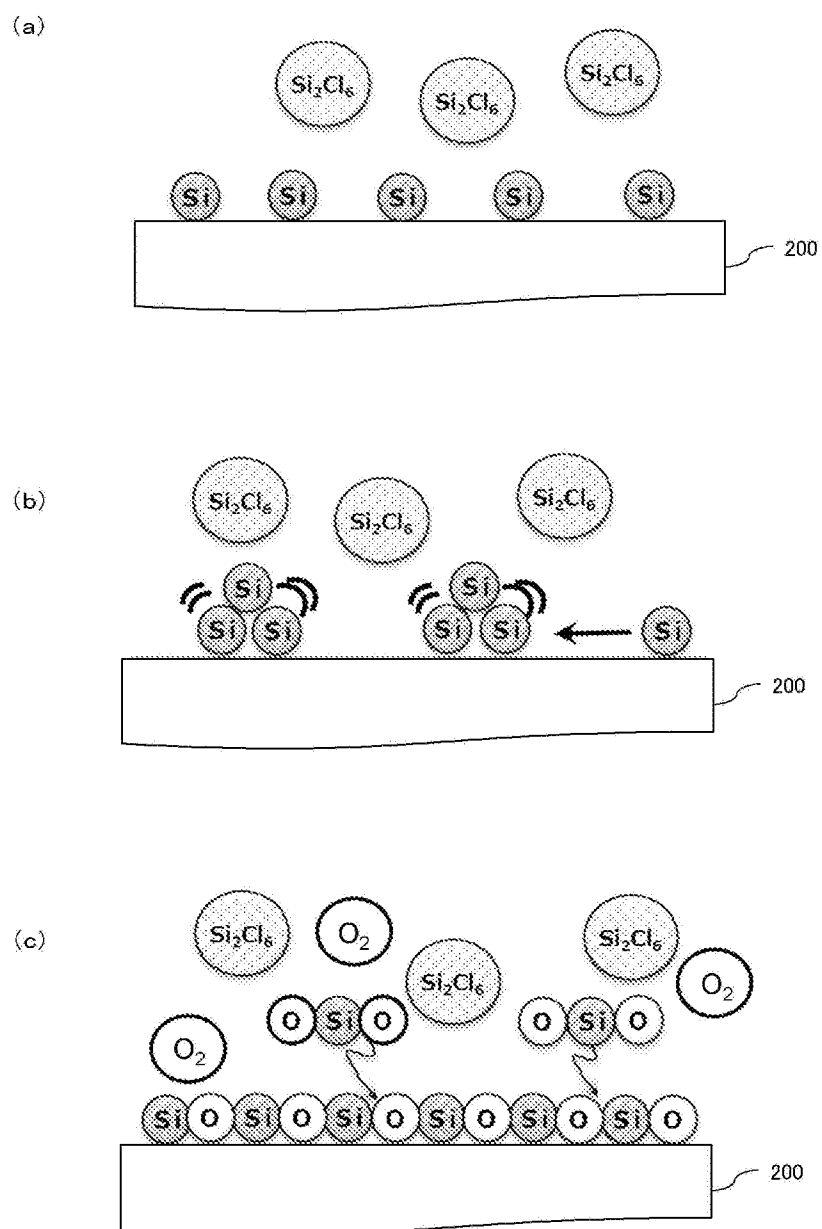 (a)
Si₂Cl₆ Si₂Cl₆ Si₂Cl₆
Si Si Si Si Si
200
(b)
Si₂Cl₆ Si₂Cl₆ Si₂Cl₆
Si Si
Si Si Si Si Si
200
(c)
Si₂Cl₆ O₂ Si₂Cl₆ Si₂Cl₆ O₂
O Si O O Si O
O₂
Si O Si O Si O Si O Si O Si O
200